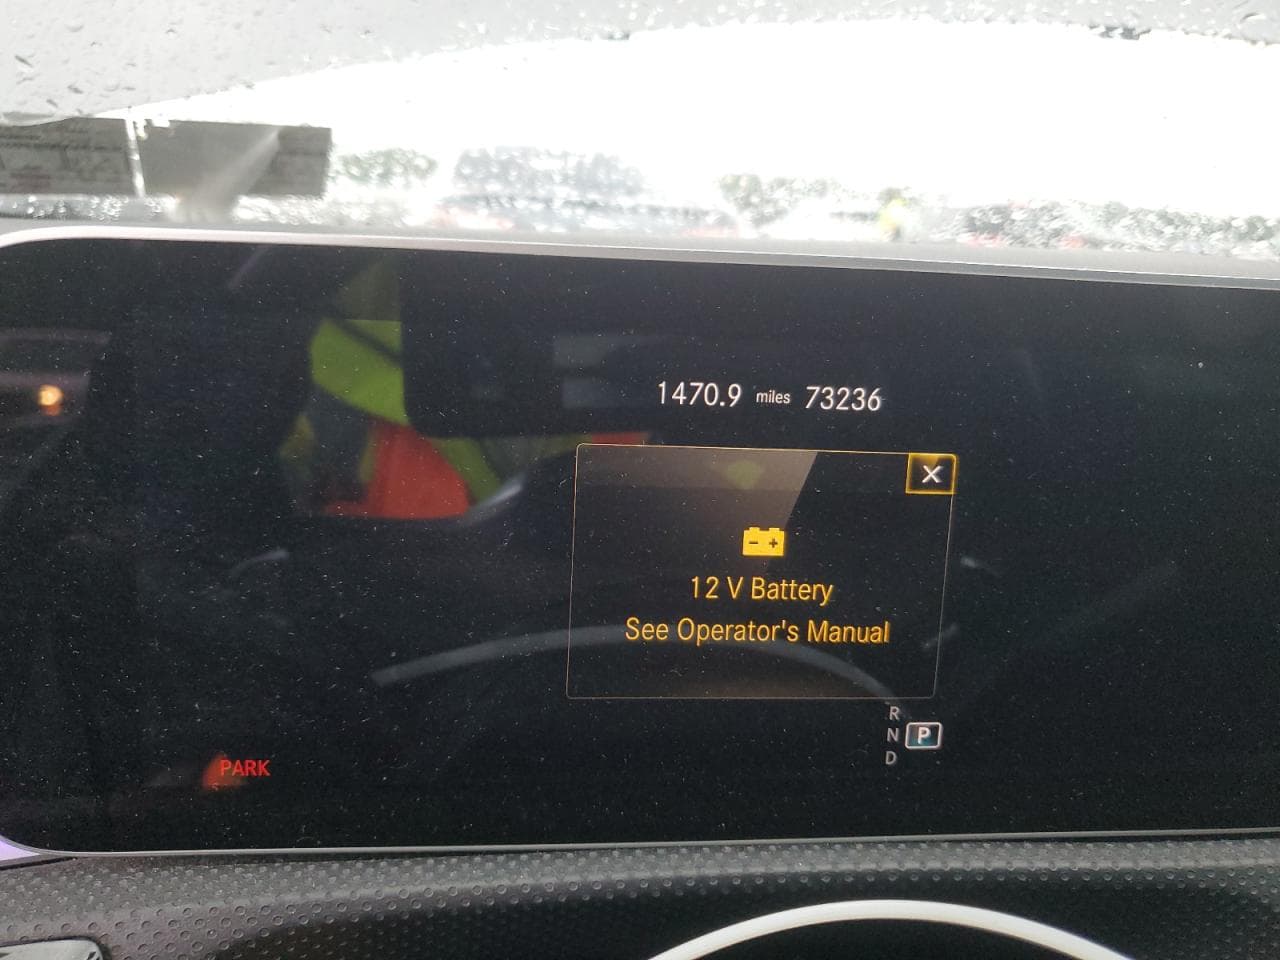 1470.9 miles 73236
X
12 V Battery
See Operator's Manual
R
N P
D
PARK